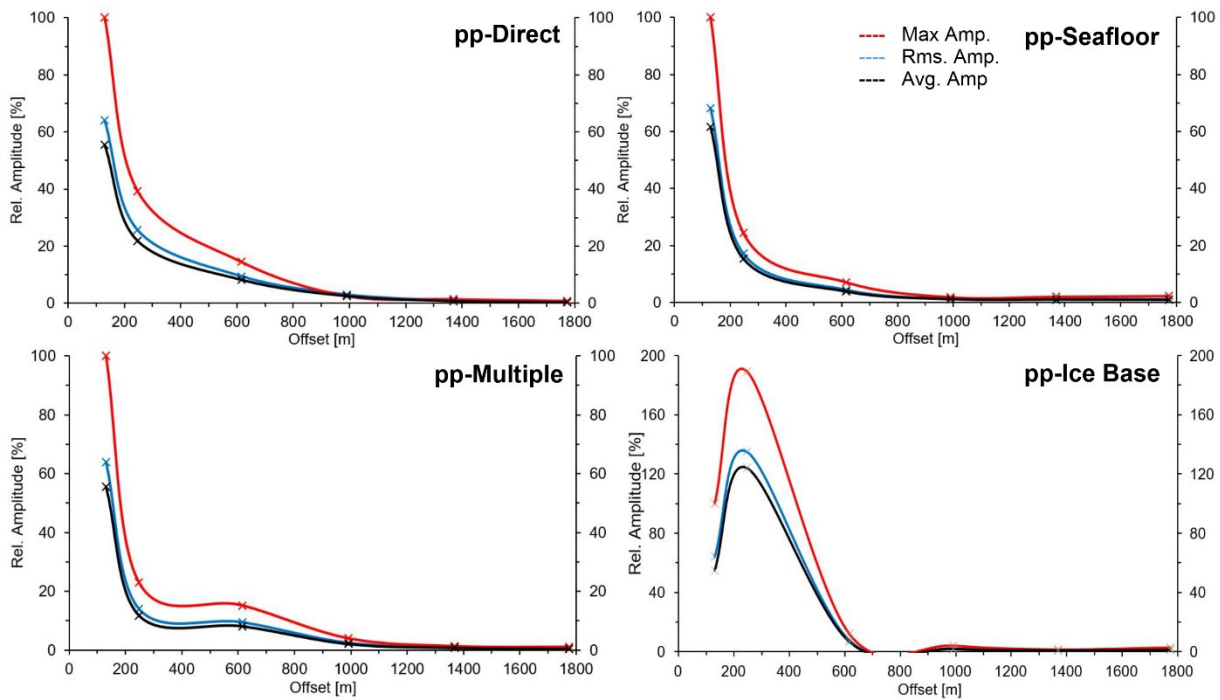 pp-Direct
100 80 60 40 20 0
Rel. Amplitude [%]
100 80 60 40 20 0
0 200 400 600 800 1000 1200 1400 1600 1800
Offset [m]
pp-Seafloor
Max Amp.
Rms. Amp.
Avg. Amp
100 80 60 40 20 0
Rel. Amplitude [%]
100 80 60 40 20 0
0 200 400 600 800 1000 1200 1400 1600 1800
Offset [m]
pp-Multiple
100 80 60 40 20 0
Rel. Amplitude [%]
100 80 60 40 20 0
0 200 400 600 800 1000 1200 1400 1600 1800
Offset [m]
pp-Ice Base
200 160 120 80 40 0
Rel. Amplitude [%]
200 160 120 80 40 0
0 200 400 600 800 1000 1200 1400 1600 1800
Offset [m]